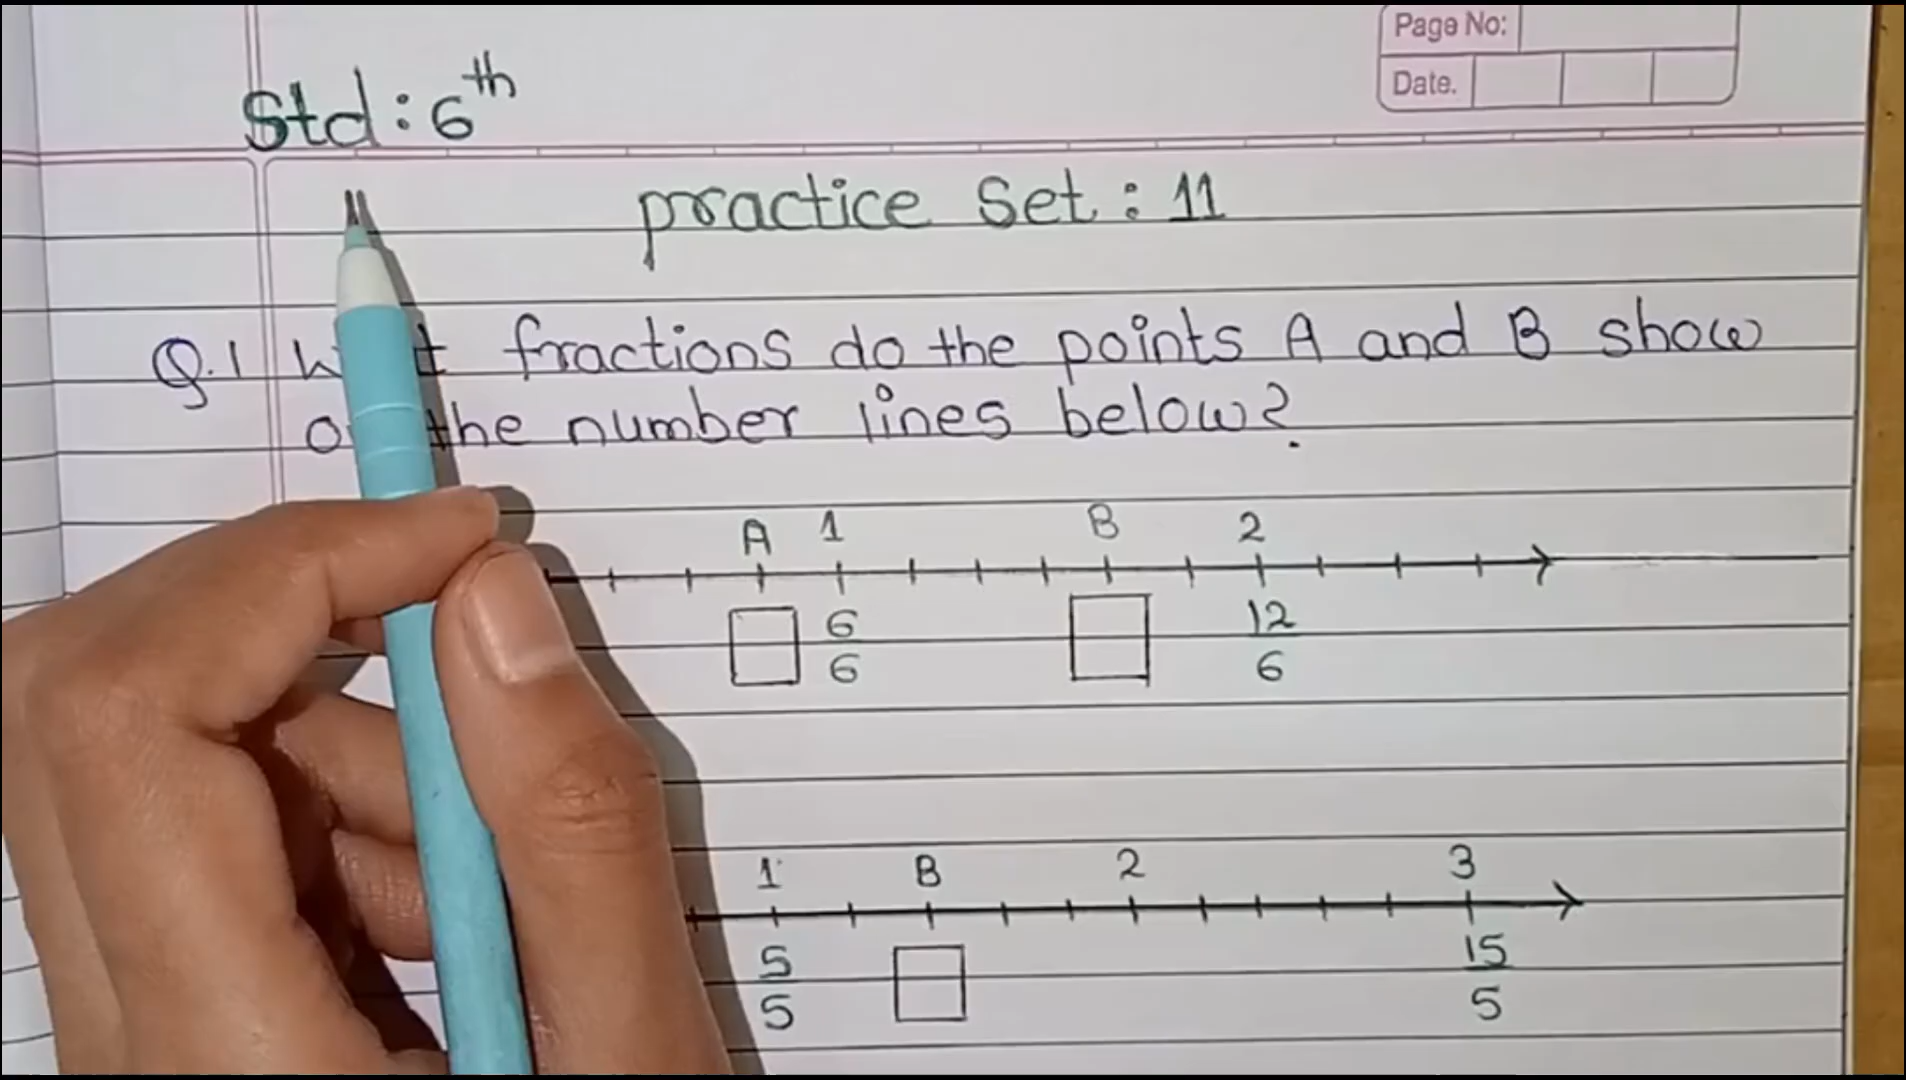 Page No:
Date.
Std: 6th
Practice Set: 11
Q.1 fractions do the points A and B show
the number lines below?
A 1 B 2
6/6 12/6
1 B 2 3
5/5 15/5